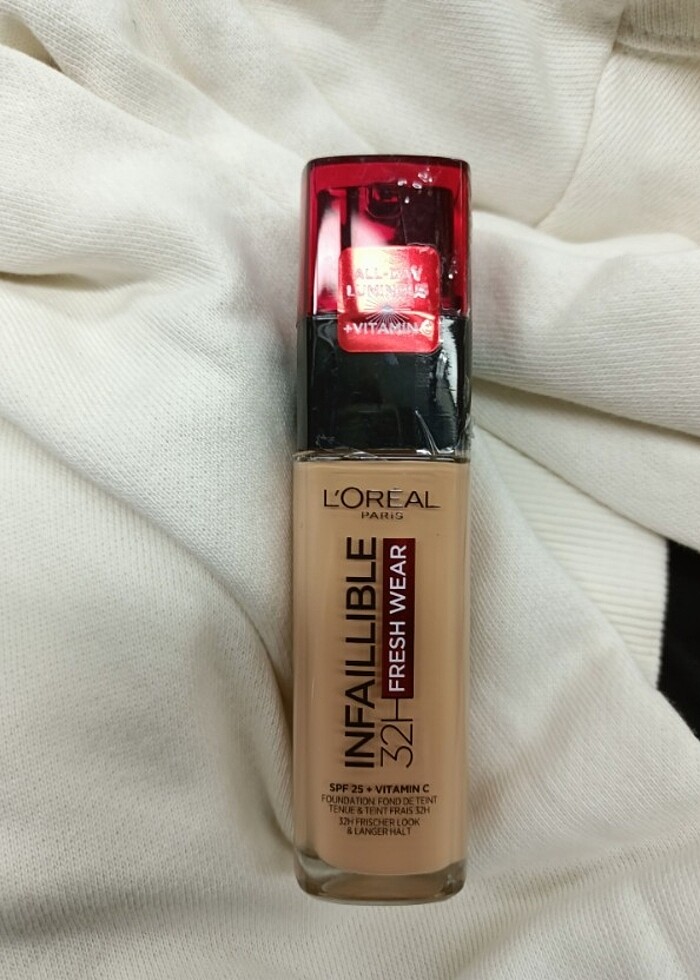 ALL-DAY
LUMINOUS
+VITAMIN C
L'ORÉAL
PARIS
INFAILLIBLE
32H FRESH WEAR
SPF 25 + VITAMIN C
FOUNDATION FOND DE TEINT
TENUE & TEINT FRAIS 32H
32H FRISCHER LOOK
& LANGER HALT